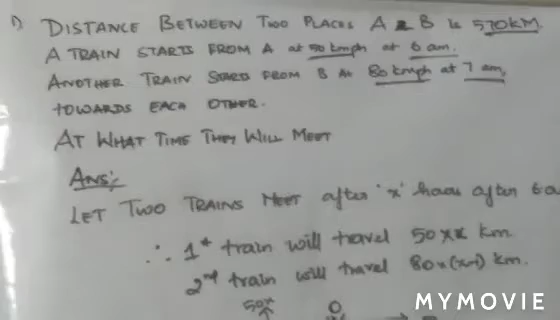 1) DISTANCE BETWEEN TWO PLACES A & B is 570KM.
A TRAIN STARTS FROM A at 50 kmph at 6 am.
ANOTHER TRAIN STARTS FROM B At 80 kmph at 7 am,
TOWARDS EACH OTHER.
AT WHAT TIME THEY WILL MEET
Ans:
LET TWO TRAINS MEET after 'x' hours after 6a
∴ 1st train will travel 50×x km.
2nd train will travel 80×(x-1) km.
50x
MYMOVIE